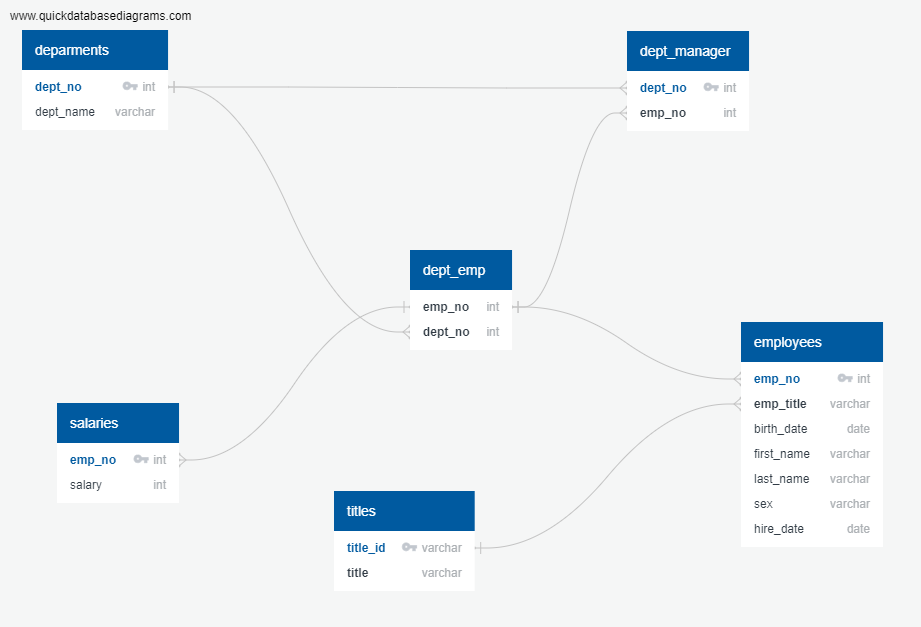 www.quickdatabasediagrams.com
deparments
dept_no int
dept_name varchar
dept_manager
dept_no int
emp_no int
dept_emp
emp_no int
dept_no int
employees
emp_no int
emp_title varchar
birth_date date
first_name varchar
last_name varchar
sex varchar
hire_date date
salaries
emp_no int
salary int
titles
title_id varchar
title varchar